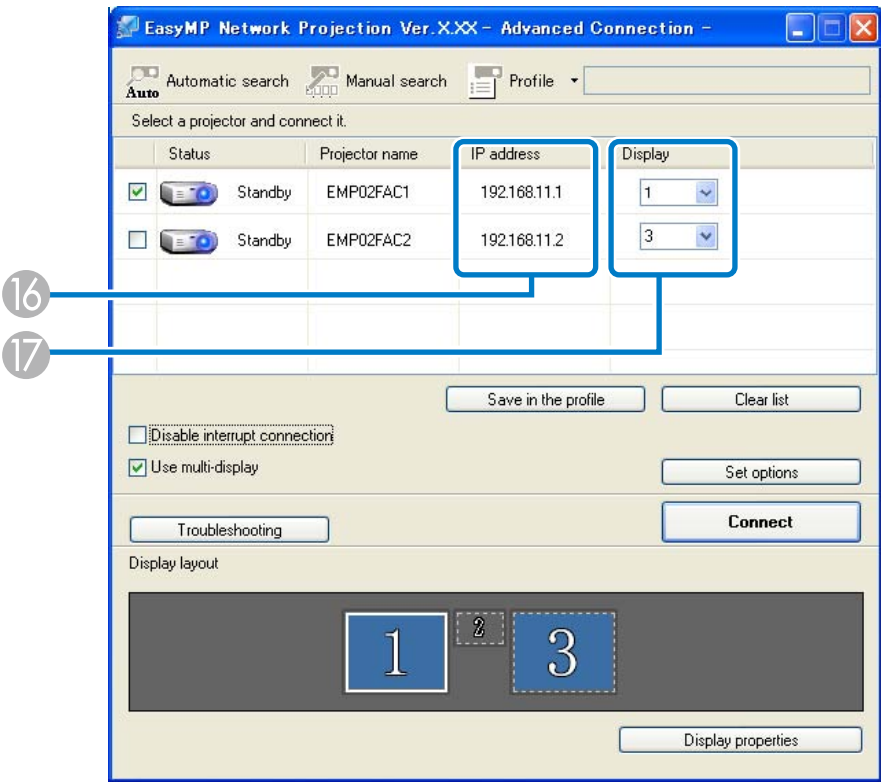 EasyMP Network Projection Ver.X.XX - Advanced Connection -
Auto Automatic search Manual search Profile
Select a projector and connect it.
Status Projector name IP address Display
Standby EMP02FAC1 192.168.11.1 1
Standby EMP02FAC2 192.168.11.2 3
16
17
Save in the profile Clear list
Disable interrupt connection
Use multi-display Set options
Troubleshooting Connect
Display layout
1 2 3
Display properties